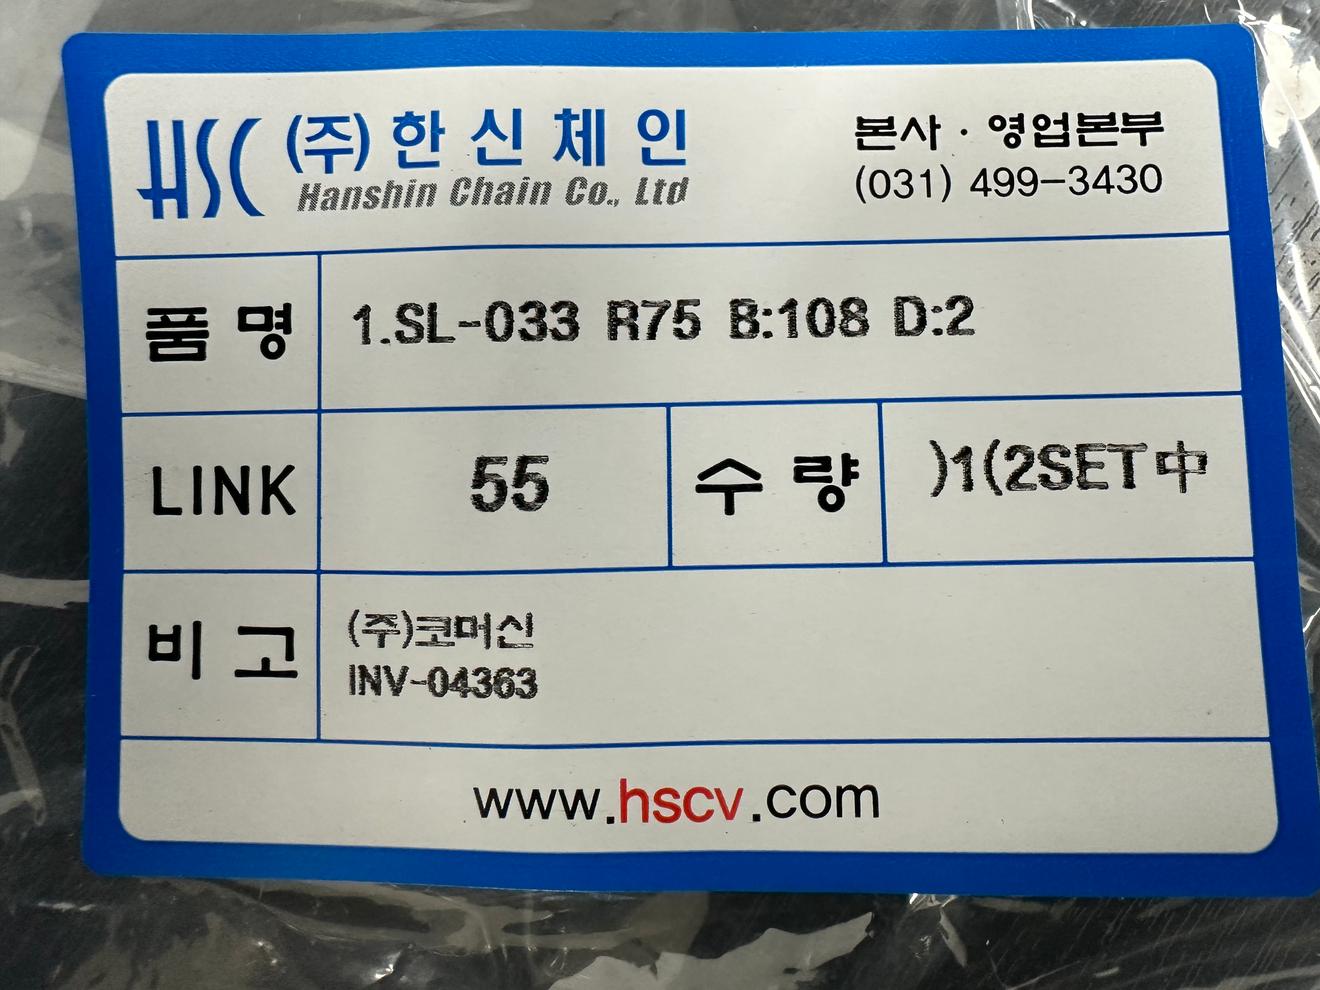 HSC (주)한신체인
Hanshin Chain Co., Ltd
본사 · 영업본부
(031) 499-3430
품명 1.SL-033 R75 B:108 D:2
LINK 55 수량 )1(2SET中
비고 (주)코머신
INV-04363
www.hscv.com